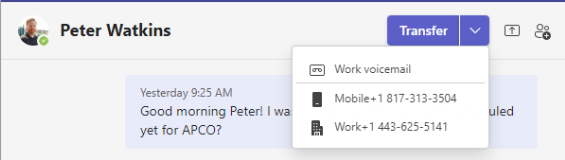 Peter Watkins
Transfer
Work voicemail
Mobile+1 817-313-3504
Work+1 443-625-5141
Yesterday 9:25 AM
Good morning Peter! I wa
uled
yet for APCO?